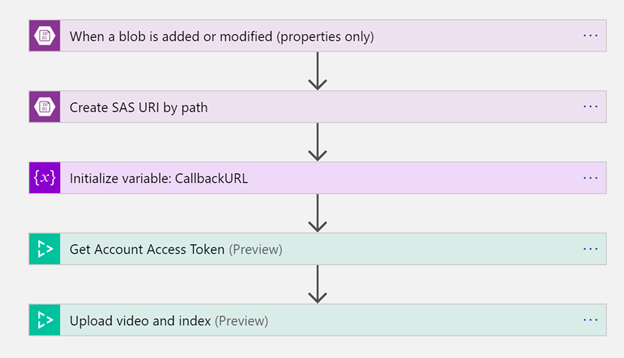 When a blob is added or modified (properties only)
Create SAS URI by path
{x} Initialize variable: CallbackURL
Get Account Access Token (Preview)
Upload video and index (Preview)